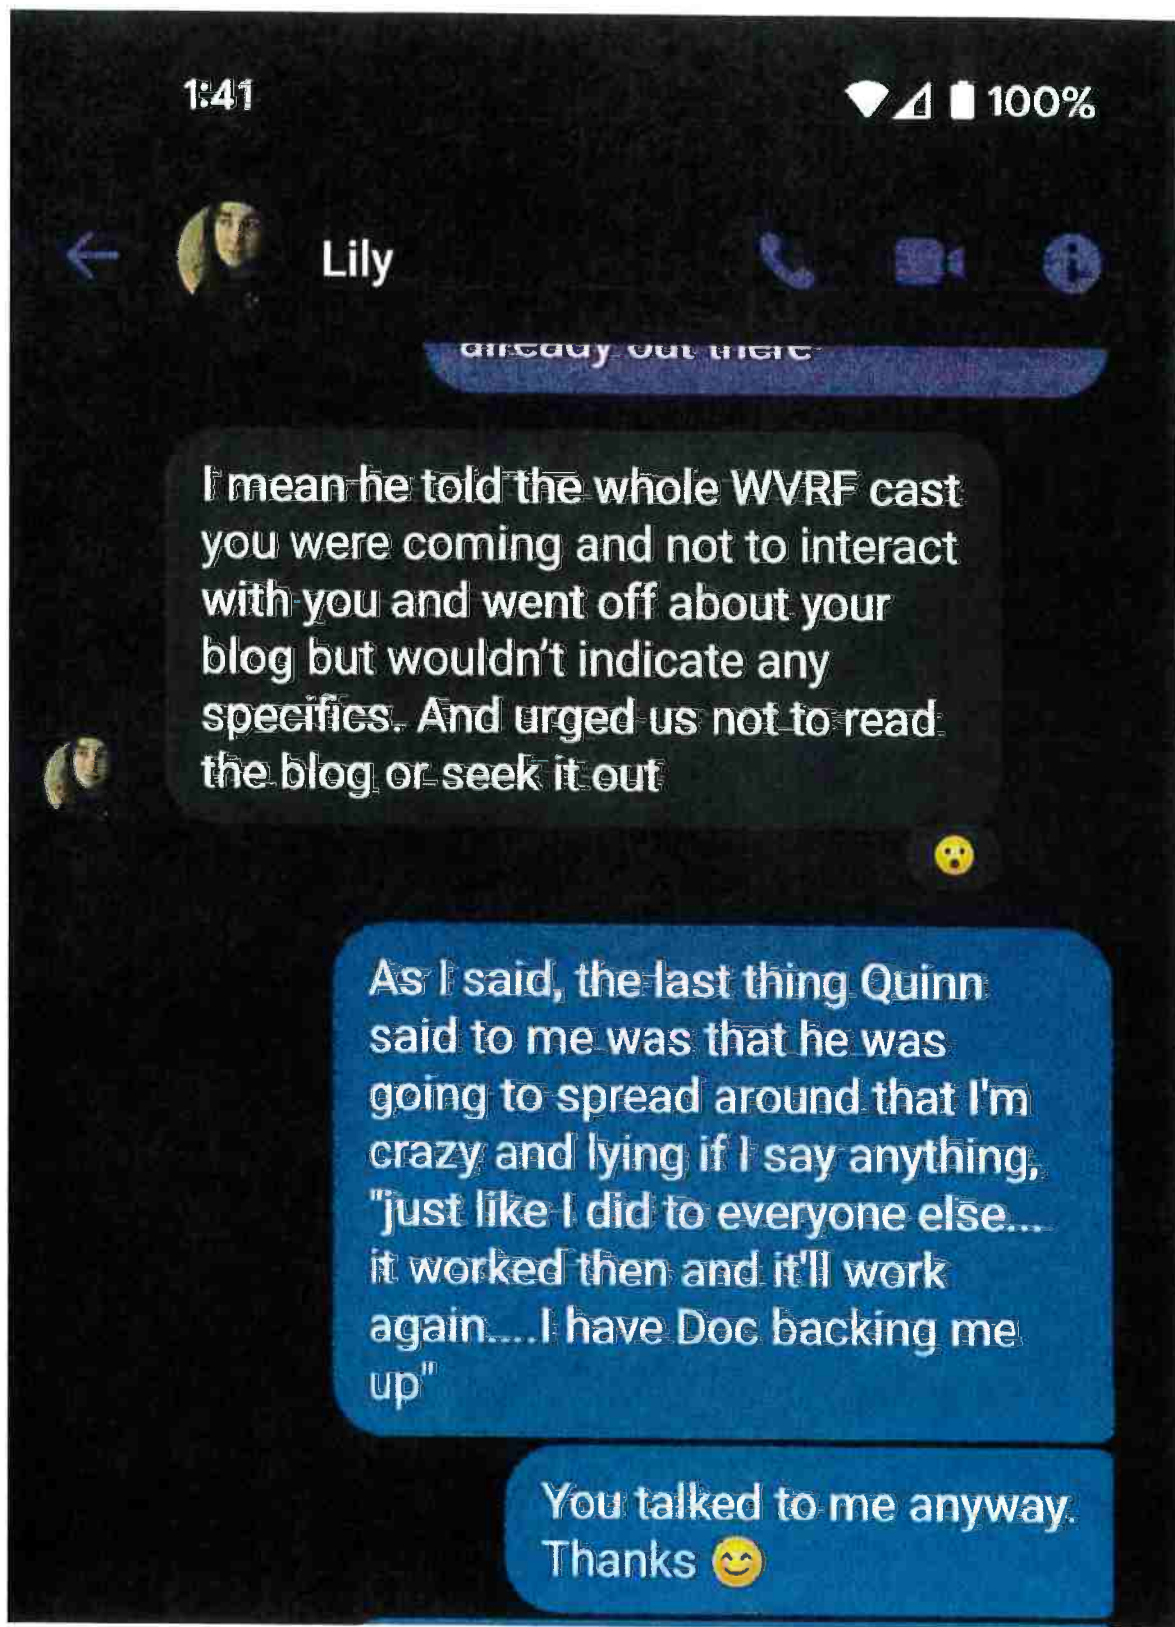 1:41
100%
Lily
already out there
I mean he told the whole WVRF cast
you were coming and not to interact
with you and went off about your
blog but wouldn't indicate any
specifics. And urged us not to read
the blog or seek it out
😮
As I said, the last thing Quinn
said to me was that he was
going to spread around that I'm
crazy and lying if I say anything,
"just like I did to everyone else...
it worked then and it'll work
again....I have Doc backing me
up"
You talked to me anyway.
Thanks 😊